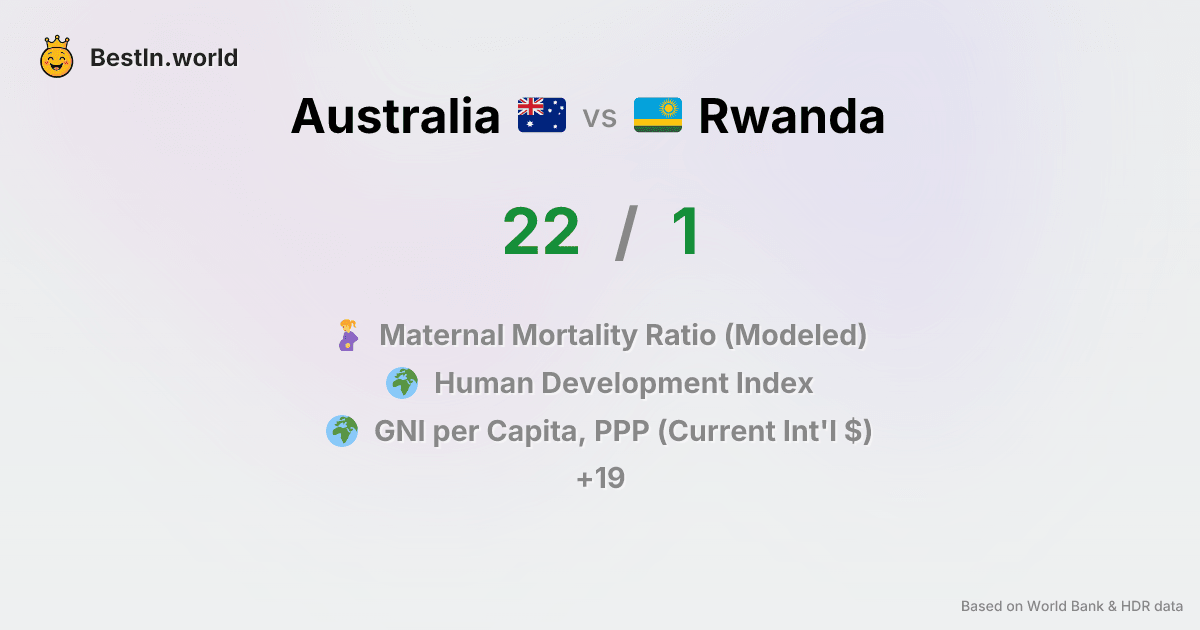 BestIn.world
Australia vs Rwanda
22 / 1
Maternal Mortality Ratio (Modeled)
Human Development Index
GNI per Capita, PPP (Current Int'l $)
+19
Based on World Bank & HDR data